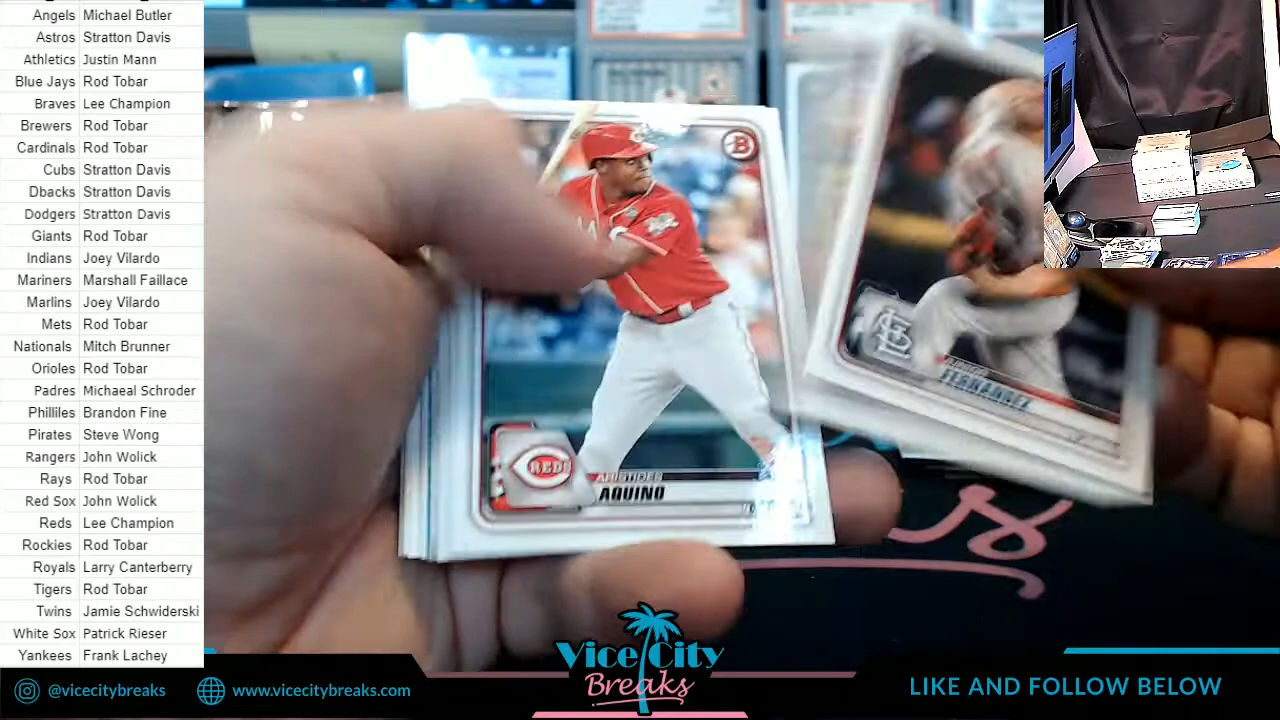 Angels Michael Butler
Astros Stratton Davis
Athletics Justin Mann
Blue Jays Rod Tobar
Braves Lee Champion
Brewers Rod Tobar
Cardinals Rod Tobar
Cubs Stratton Davis
Dbacks Stratton Davis
Dodgers Stratton Davis
Giants Rod Tobar
Indians Joey Vilardo
Mariners Marshall Faillace
Marlins Joey Vilardo
Mets Rod Tobar
Nationals Mitch Brunner
Orioles Rod Tobar
Padres Michaeal Schroder
Philliles Brandon Fine
Pirates Steve Wong
Rangers John Wolick
Rays Rod Tobar
Red Sox John Wolick
Reds Lee Champion
Rockies Rod Tobar
Royals Larry Canterberry
Tigers Rod Tobar
Twins Jamie Schwiderski
White Sox Patrick Rieser
Yankees Frank Lachey
B
REDS
ARISTIDES
AQUINO
FERNANDEZ
@vicecitybreaks
www.vicecitybreaks.com
Vice City
Breaks
LIKE AND FOLLOW BELOW